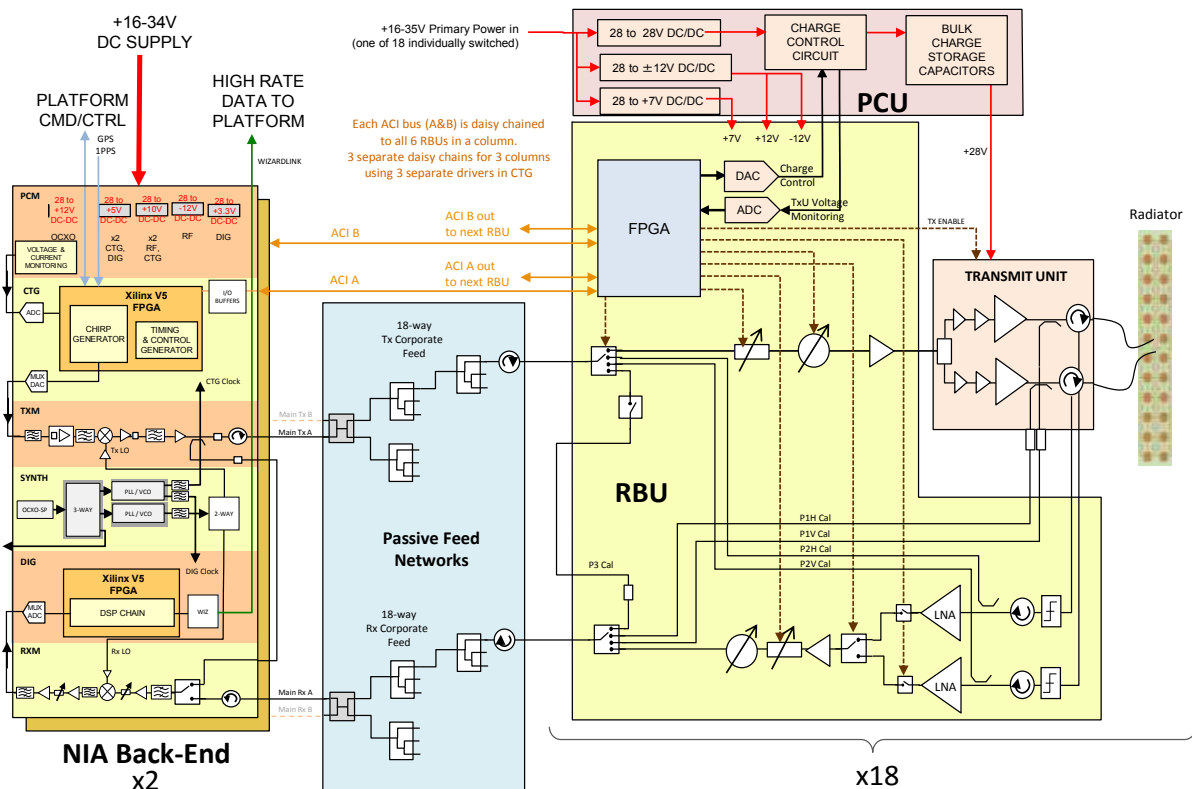 +16-34V
DC SUPPLY
PLATFORM
CMD/CTRL
GPS
1PPS
HIGH RATE
DATA TO
PLATFORM
WIZARDLINK
PCM
28 to
+12V
DC-DC
28 to
+5V
DC-DC
28 to
+10V
DC-DC
28 to
-12V
DC-DC
28 to
+3.3V
DC-DC
OCXO
x2
CTG,
DIG
x2
RF,
CTG
RF
DIG
VOLTAGE &
CURRENT
MONITORING
CTG
ADC
Xilinx V5
FPGA
CHIRP
GENERATOR
TIMING
& CONTROL
GENERATOR
I/O
BUFFERS
MUX
DAC
CTG Clock
TXM
Tx LO
SYNTH
OCXO-SP
3-WAY
PLL / VCO
PLL / VCO
2-WAY
DIG
DIG Clock
Xilinx V5
FPGA
DSP CHAIN
WIZ
MUX
ADC
RXM
Rx LO
NIA Back-End
x2
+16-35V Primary Power in
(one of 18 individually switched)
Each ACI bus (A&B) is daisy chained
to all 6 RBUs in a column.
3 separate daisy chains for 3 columns
using 3 separate drivers in CTG
ACI B
ACI B out
to next RBU
ACI A
ACI A out
to next RBU
18-way
Tx Corporate
Feed
Main Tx B
Main Tx A
Passive Feed
Networks
18-way
Rx Corporate
Feed
Main Rx A
Main Rx B
28 to  28V DC/DC
28 to ±12V DC/DC
28 to +7V DC/DC
CHARGE
CONTROL
CIRCUIT
BULK
CHARGE
STORAGE
CAPACITORS
PCU
+7V
+12V
-12V
+28V
FPGA
DAC
Charge
Control
ADC
TxU Voltage
Monitoring
TX ENABLE
Radiator
TRANSMIT UNIT
RBU
P1H Cal
P1V Cal
P2H Cal
P2V Cal
P3 Cal
LNA
LNA
x18